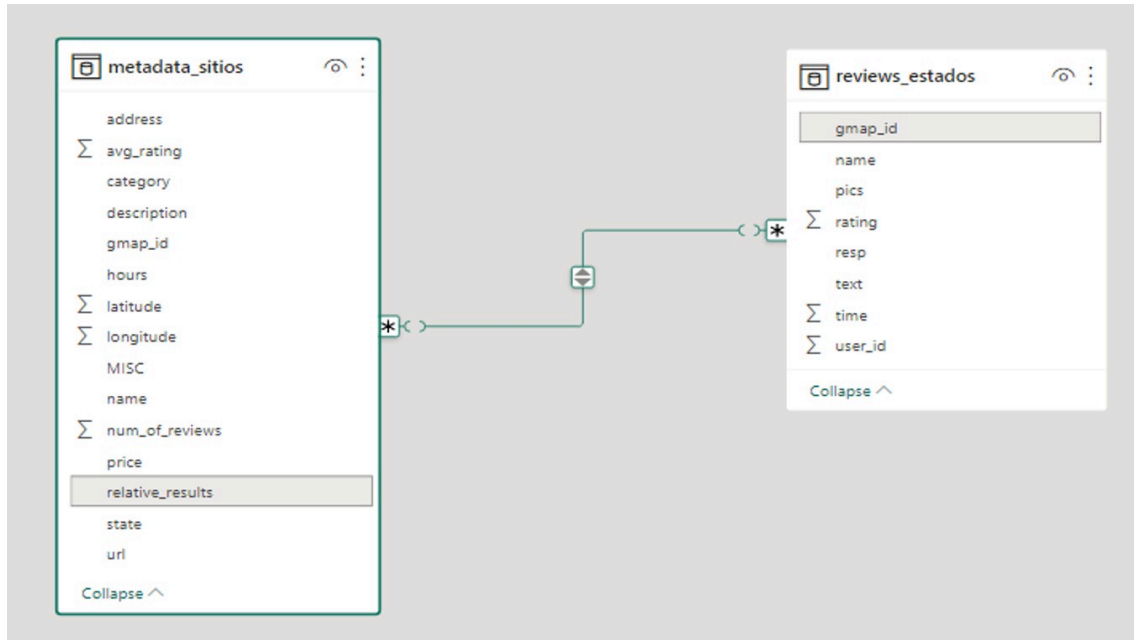 metadata_sitios
address
avg_rating
category
description
gmap_id
hours
latitude
longitude
MISC
name
num_of_reviews
price
relative_results
state
url
Collapse
reviews_estados
gmap_id
name
pics
rating
resp
text
time
user_id
Collapse